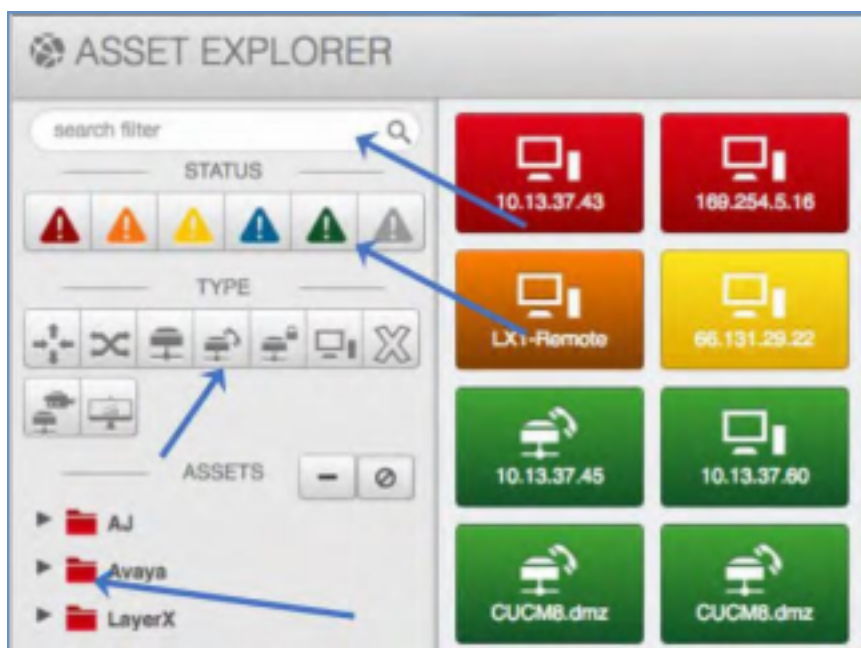 ASSET EXPLORER
search filter
STATUS
TYPE
ASSETS
AJ
Avaya
LayerX
10.13.37.43
169.254.5.16
LX1-Remote
66.131.29.22
10.13.37.45
10.13.37.60
CUCM8.dmz
CUCM8.dmz